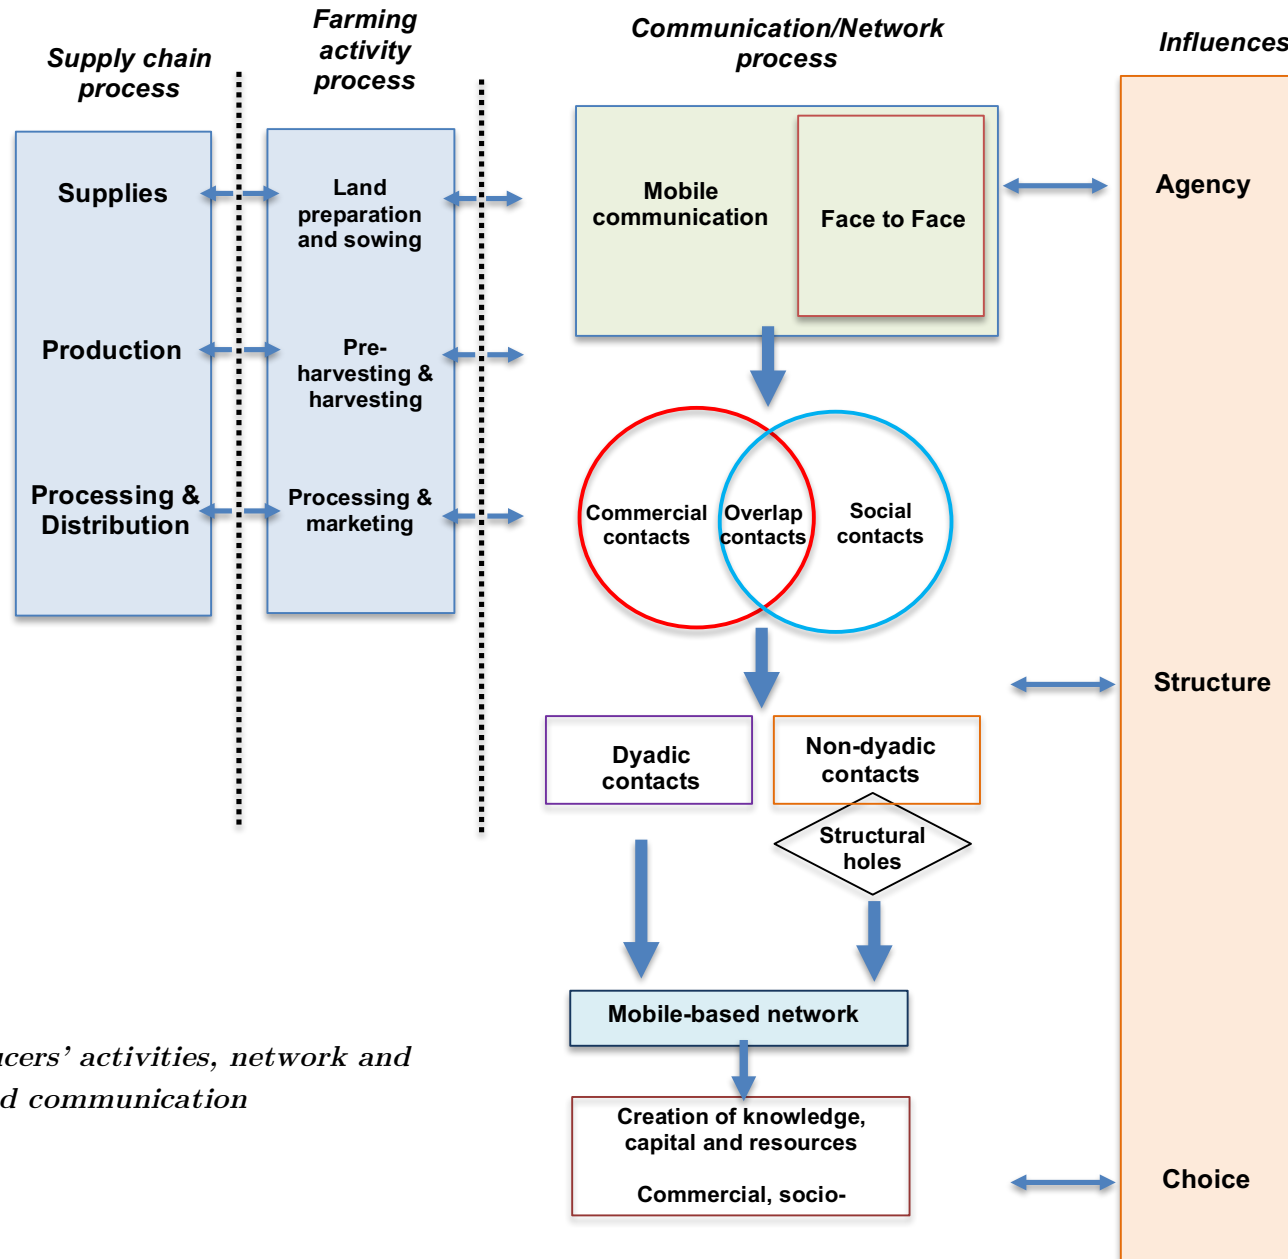 Supply chain
process
Farming
activity
process
Communication/Network
process
Influences
Supplies
Production
Processing &
Distribution
Land
preparation
and sowing
Pre-
harvesting &
harvesting
Processing &
marketing
Mobile
communication
Face to Face
Commercial
contacts
Overlap
contacts
Social
contacts
Dyadic
contacts
Non-dyadic
contacts
Structural
holes
Mobile-based network
Creation of knowledge,
capital and resources
Commercial, socio-
Agency
Structure
Choice
activities, network and
communication